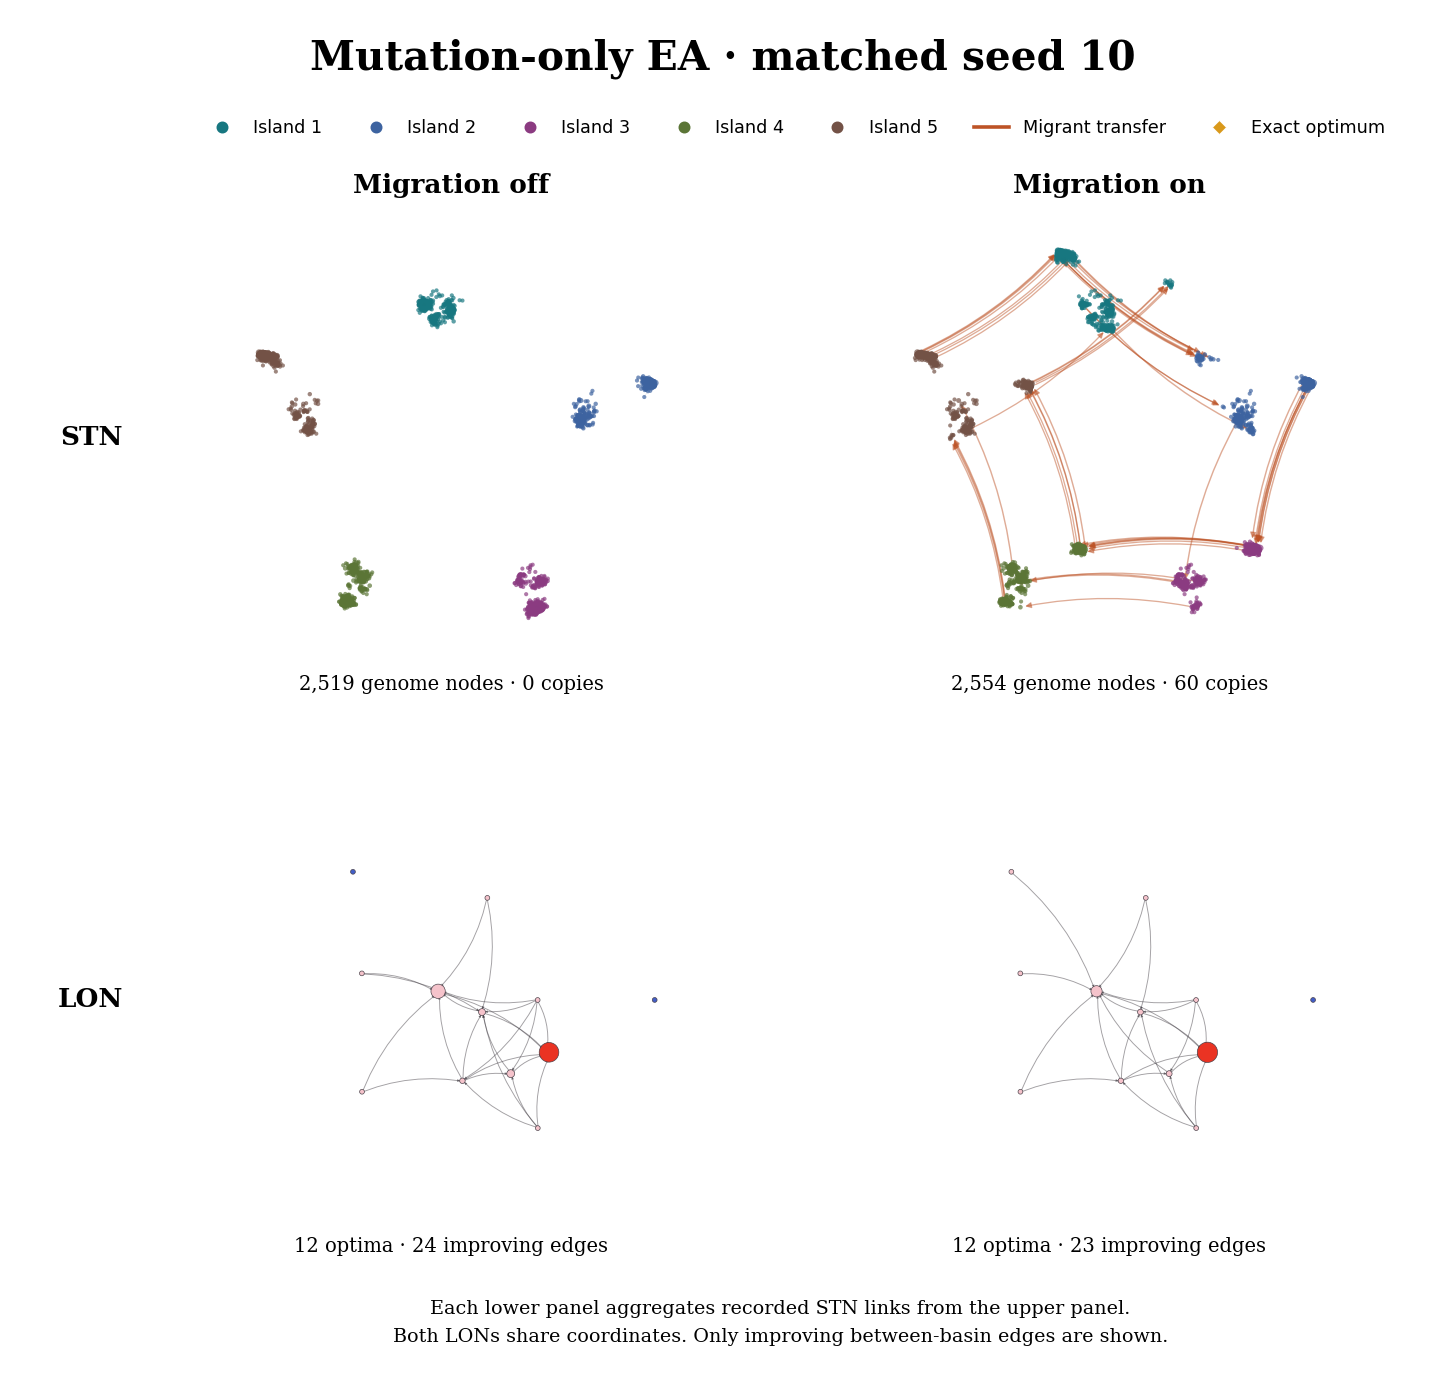 Mutation-only EA · matched seed 10
Island 1 Island 2 Island 3 Island 4 Island 5 Migrant transfer Exact optimum
Migration off Migration on
STN
2,519 genome nodes · 0 copies 2,554 genome nodes · 60 copies
LON
12 optima · 24 improving edges 12 optima · 23 improving edges
Each lower panel aggregates recorded STN links from the upper panel.
Both LONs share coordinates. Only improving between-basin edges are shown.